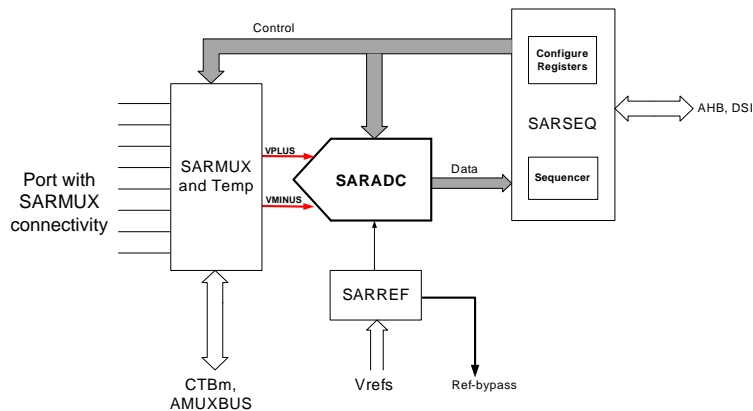 Control
Configure
Registers
SARSEQ
AHB, DSI
Sequencer
Port with
SARMUX
connectivity
SARMUX
and Temp
VPLUS
VMINUS
SARADC
Data
SARREF
CTBm,
AMUXBUS
Vrefs
Ref-bypass